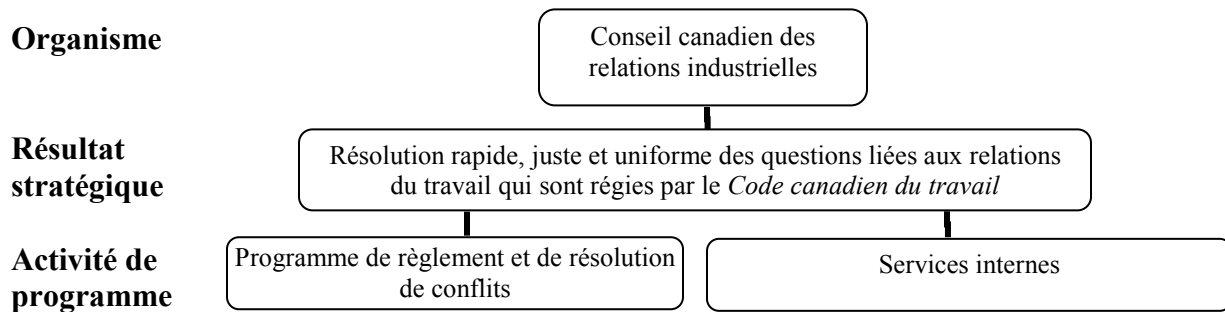 Organisme
Conseil canadien des
relations industrielles
Résultat
stratégique
Résolution rapide, juste et uniforme des questions liées aux relations
du travail qui sont régies par le Code canadien du travail
Activité de
programme
Programme de règlement et de résolution
de conflits
Services internes